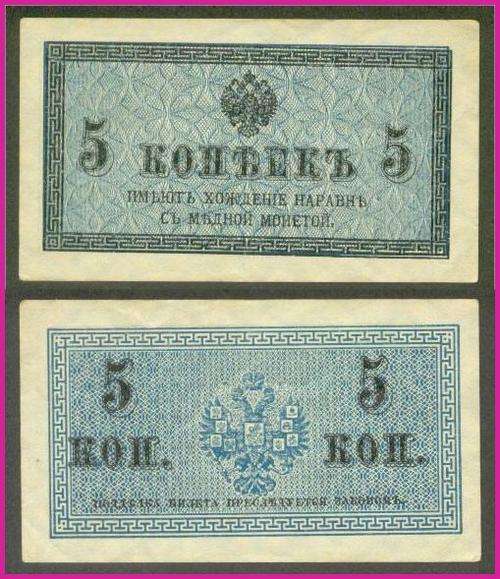 5 КОПѢЕКЪ 5
ИМѢЮТЪ ХОЖДЕНІЕ НАРАВНѢ
СЪ МѢДНОЙ МОНЕТОЙ.
5 5
КОП. КОП.
ПОДДѢЛКА БИЛЕТА ПРЕСЛѢДУЕТСЯ ЗАКОНОМЪ.